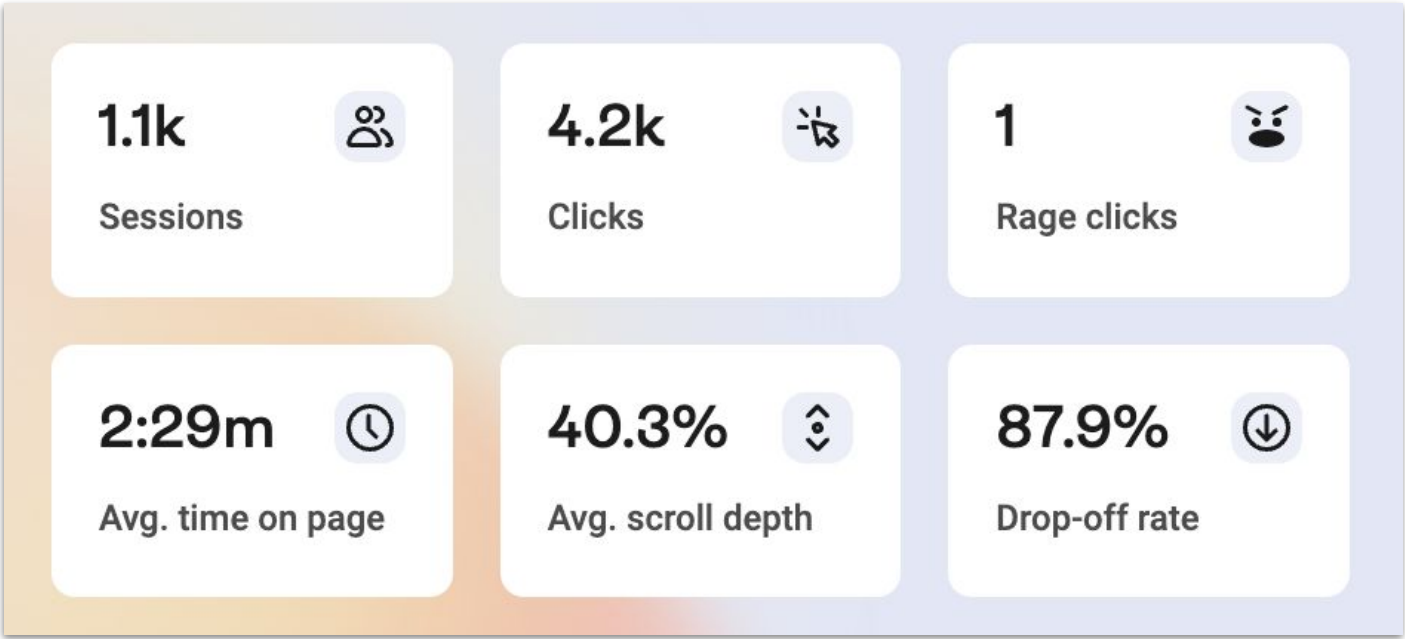 1.1k
Sessions
4.2k
Clicks
1
Rage clicks
2:29m
Avg. time on page
40.3%
Avg. scroll depth
87.9%
Drop-off rate